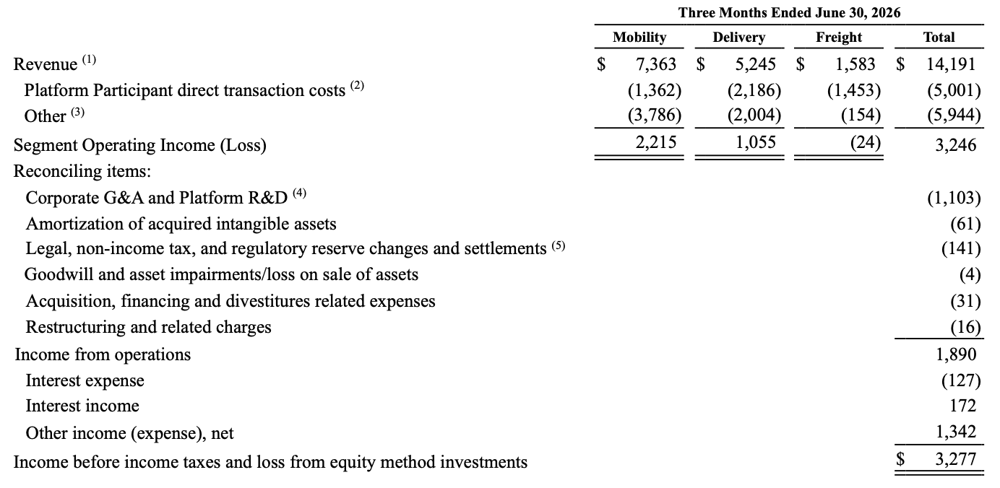 Three Months Ended June 30, 2026
Mobility Delivery Freight Total
Revenue (1) $ 7,363 $ 5,245 $ 1,583 $ 14,191
Platform Participant direct transaction costs (2) (1,362) (2,186) (1,453) (5,001)
Other (3) (3,786) (2,004) (154) (5,944)
Segment Operating Income (Loss) 2,215 1,055 (24) 3,246
Reconciling items:
Corporate G&A and Platform R&D (4) (1,103)
Amortization of acquired intangible assets (61)
Legal, non-income tax, and regulatory reserve changes and settlements (5) (141)
Goodwill and asset impairments/loss on sale of assets (4)
Acquisition, financing and divestitures related expenses (31)
Restructuring and related charges (16)
Income from operations 1,890
Interest expense (127)
Interest income 172
Other income (expense), net 1,342
Income before income taxes and loss from equity method investments $ 3,277